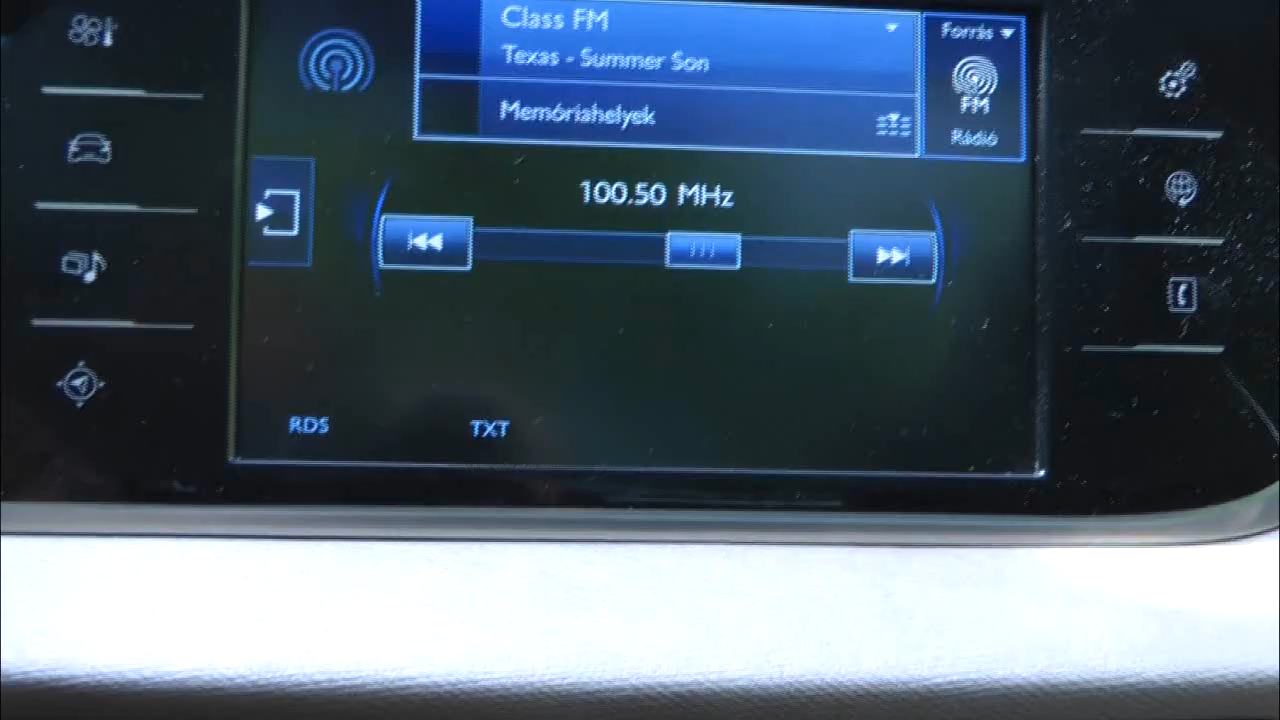 Class FM
Texas - Summer Son
Memóriahelyek
Forrás
FM
Rádió
100.50 MHz
RDS
TXT